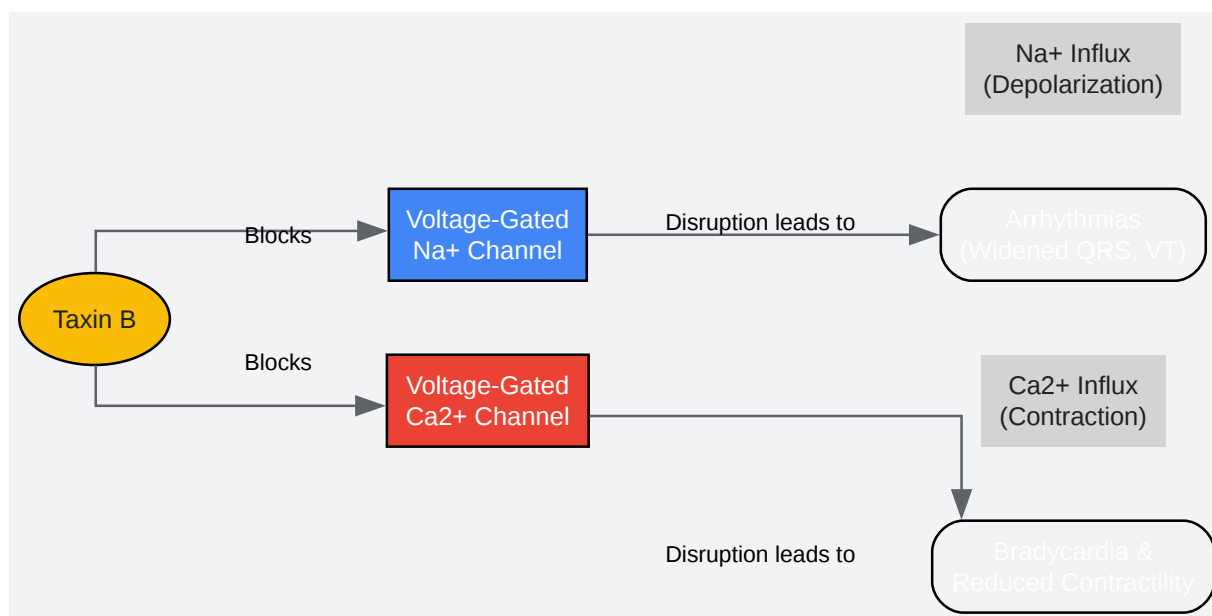 Na+ Influx
(Depolarization)
Voltage-Gated
Na+ Channel
Blocks
Disruption leads to
Arrhythmias
(Widened QRS, VT)
Taxin B
Blocks
Voltage-Gated
Ca2+ Channel
Ca2+ Influx
(Contraction)
Disruption leads to
Bradycardia &
Reduced Contractility